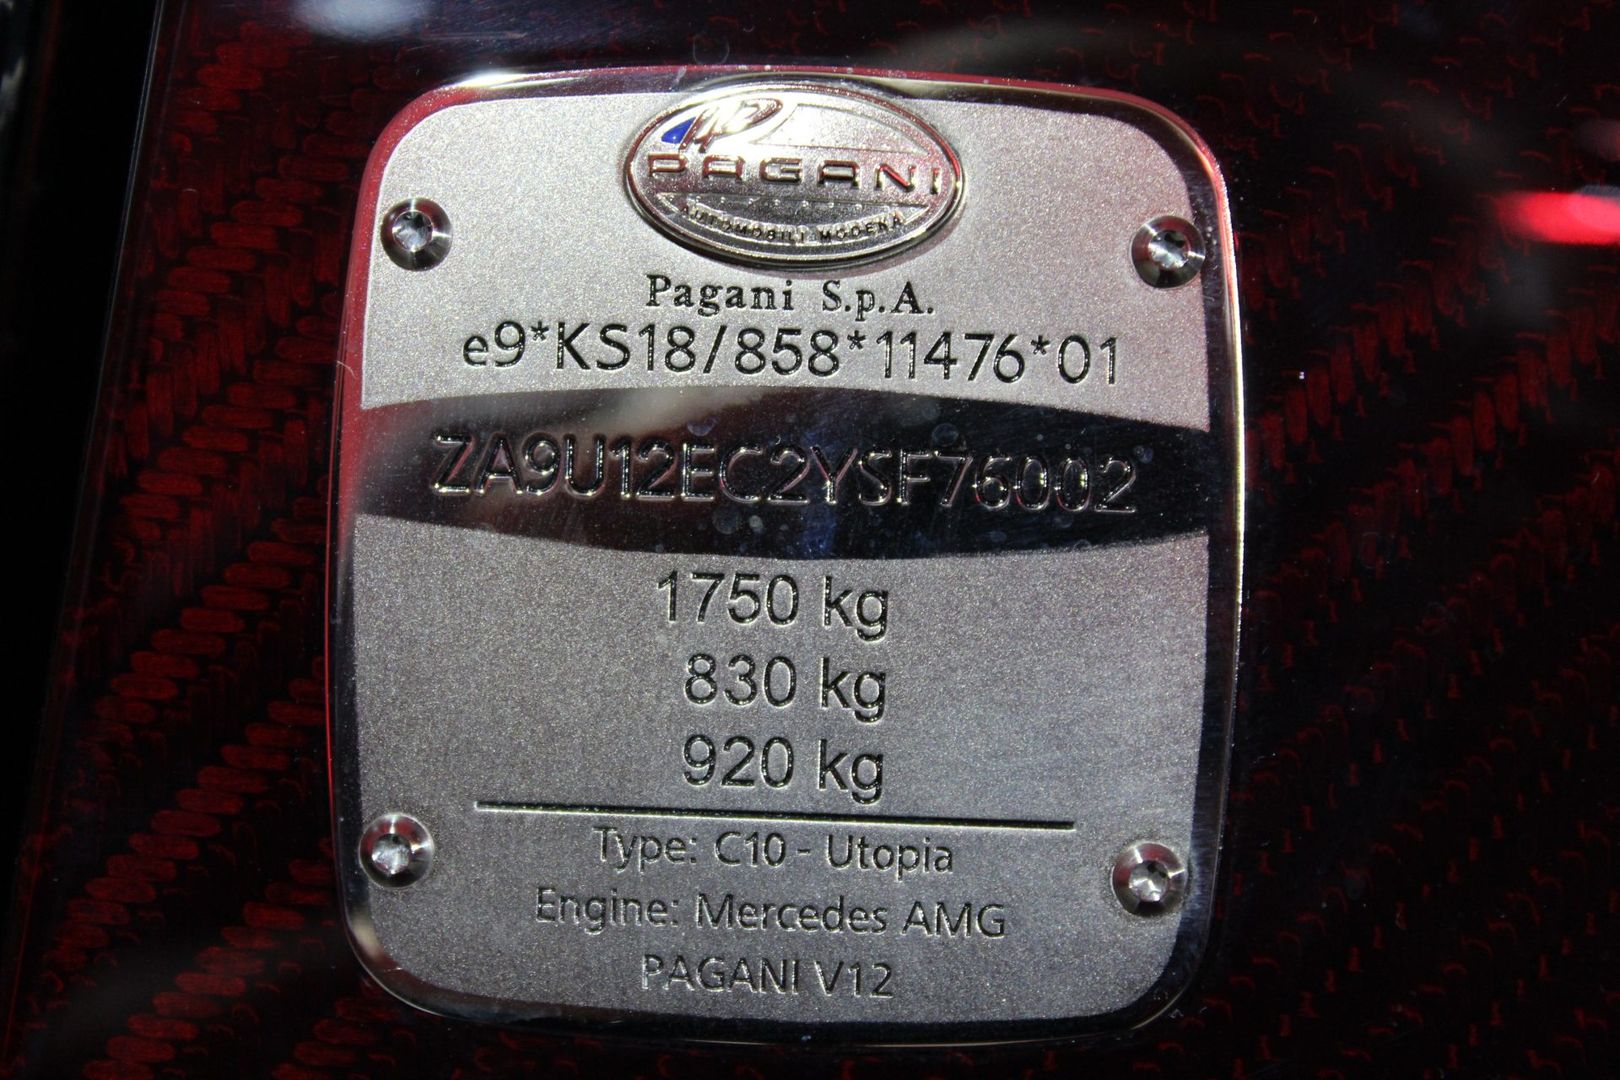 PAGANI
AUTOMOBILI MODENA
Pagani S.p.A.
e9*KS18/858*11476*01
ZA9U12EC2YSF76002
1750 kg
830 kg
920 kg
Type: C10 - Utopia
Engine: Mercedes AMG
PAGANI V12